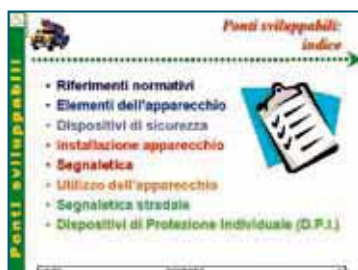 Ponti sviluppabili
Ponti sviluppabili:
indice
Riferimenti normativi
Elementi dell'apparecchio
Dispositivi di sicurezza
Installazione apparecchio
Segnaletica
Utilizzo dell'apparecchio
Segnaletica stradale
Dispositivi di Protezione Individuale (D.P.I.)